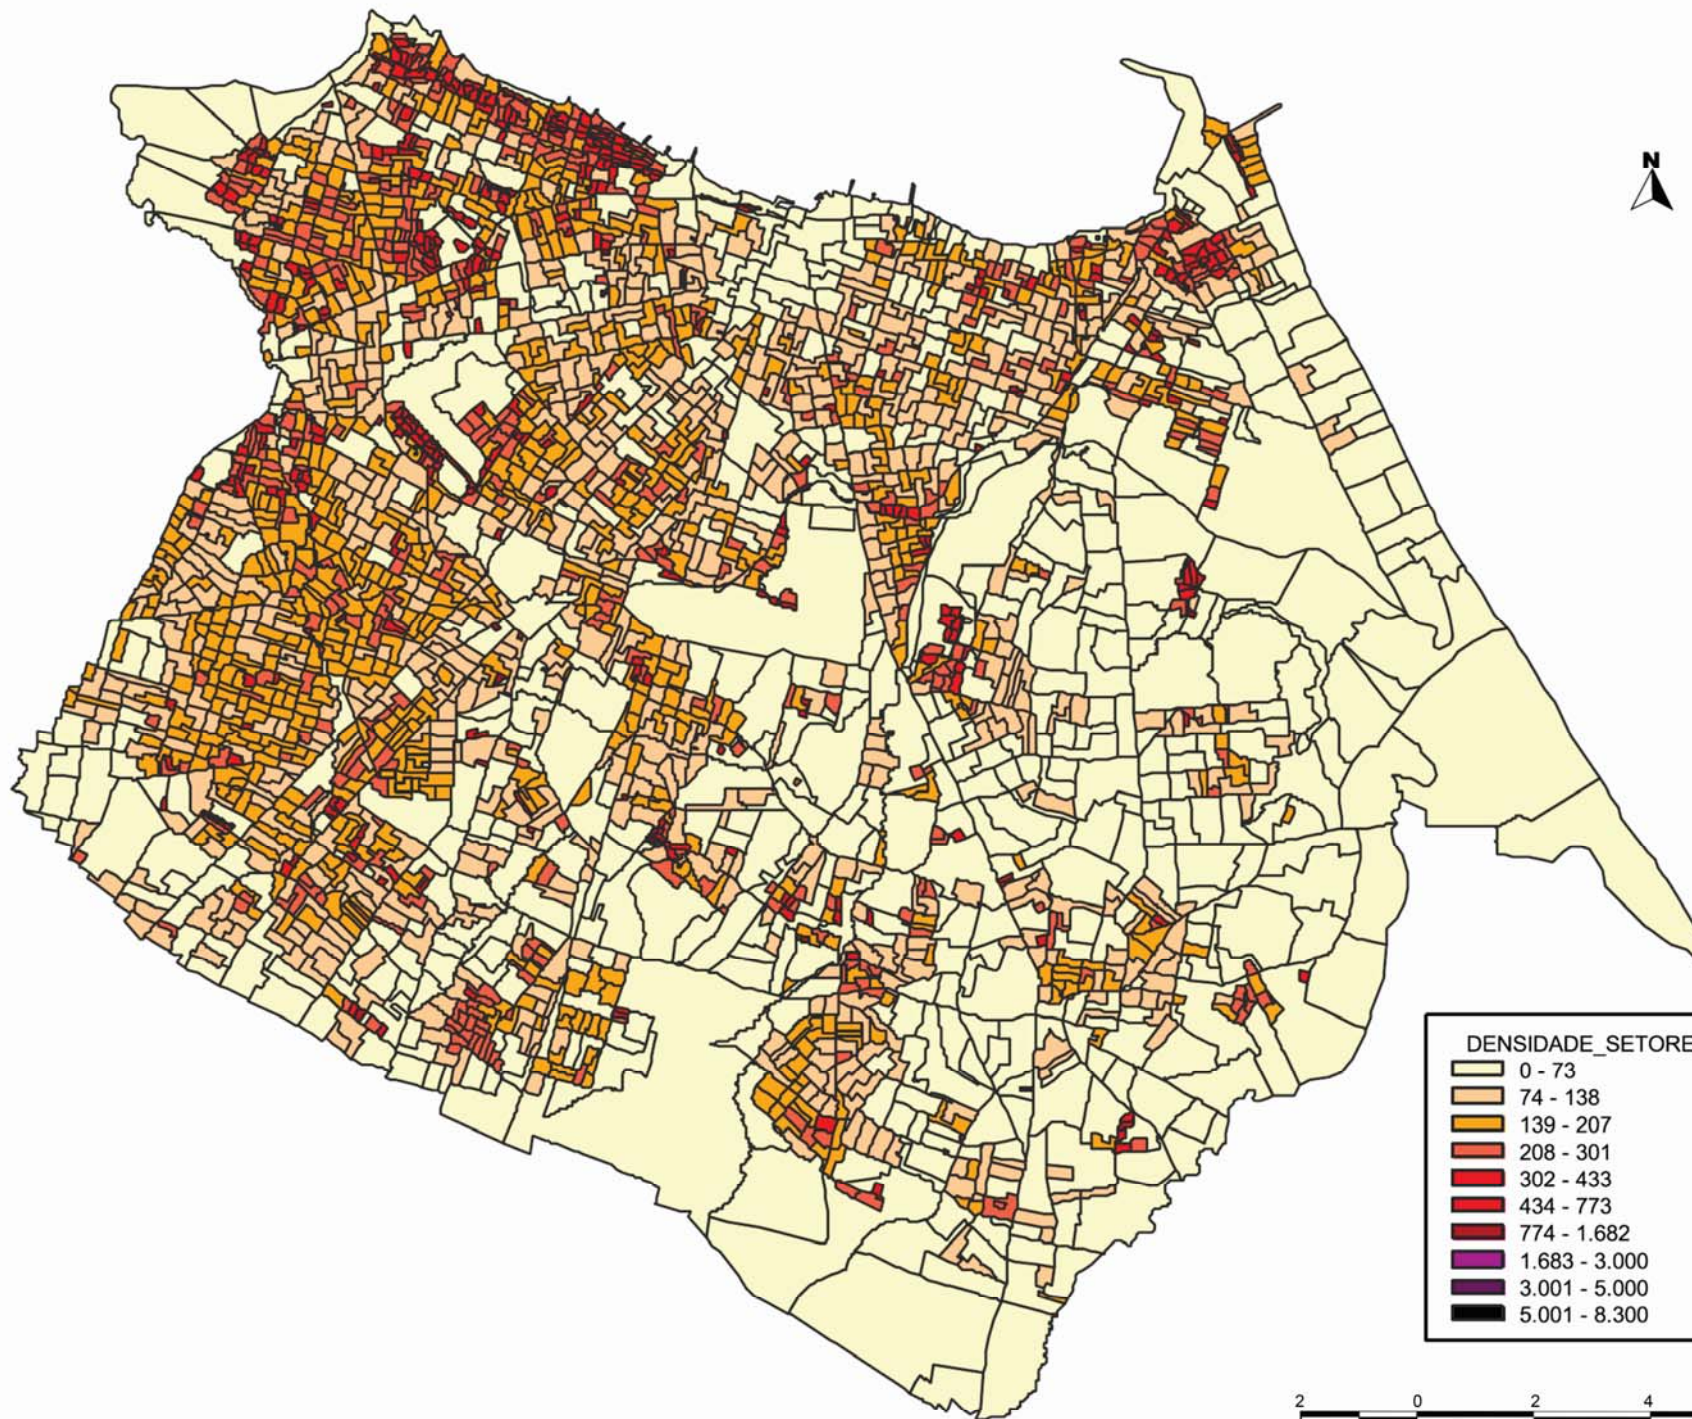 N
DENSIDADE_SETORE
0 - 73
74 - 138
139 - 207
208 - 301
302 - 433
434 - 773
774 - 1.682
1.683 - 3.000
3.001 - 5.000
5.001 - 8.300
2 0 2 4